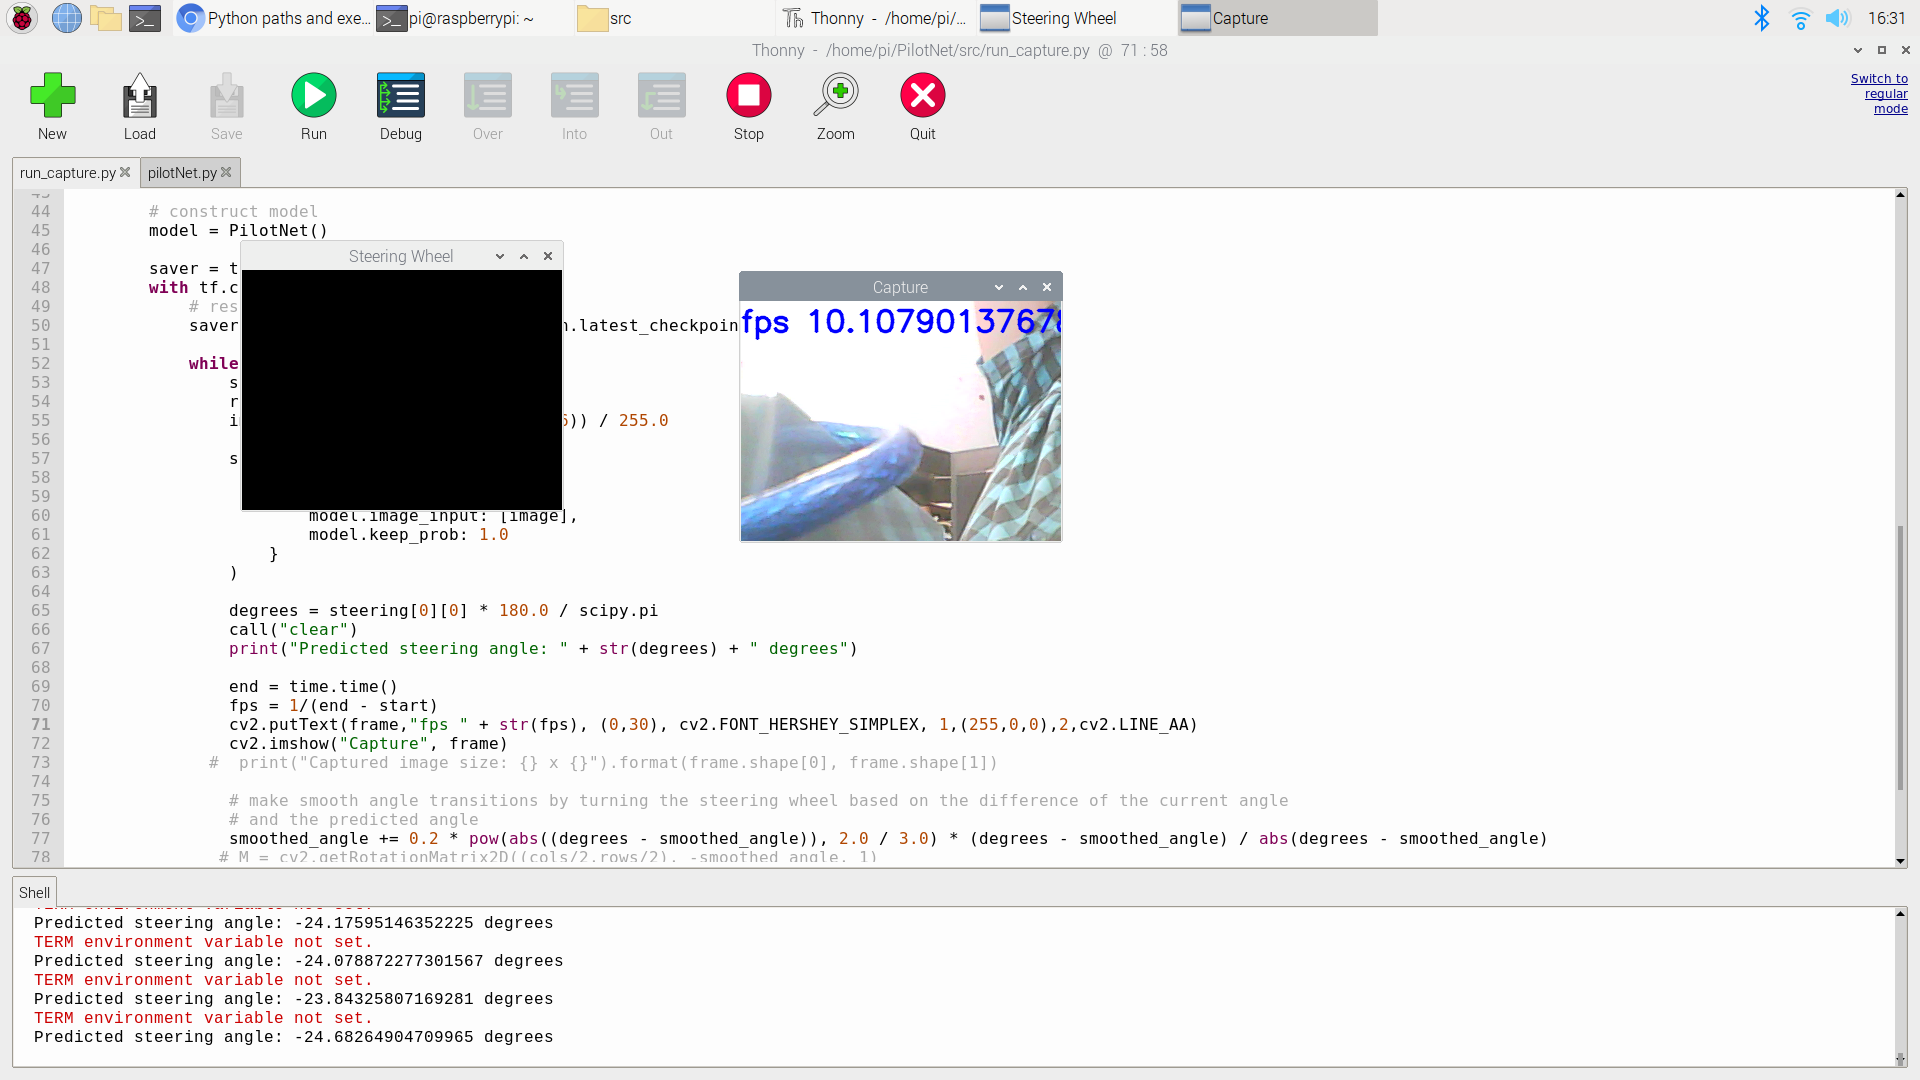 Python paths and exe...
pi@raspberrypi: ~
src
Thonny - /home/pi/...
Steering Wheel
Capture
16:31
Thonny - /home/pi/PilotNet/src/run_capture.py @ 71 : 58
New
Load
Save
Run
Debug
Over
Into
Out
Stop
Zoom
Quit
Switch to
regular
mode
run_capture.py
pilotNet.py
44 # construct model
45 model = PilotNet()
46
47 saver = t
48 with tf.c
49 # res
50 saver n.latest_checkpoin
51
52 while
53 s
54 r
55 i 5)) / 255.0
56
57 s
58
59
60 model.image_input: [image],
61 model.keep_prob: 1.0
62 }
63 )
64
65 degrees = steering[0][0] * 180.0 / scipy.pi
66 call("clear")
67 print("Predicted steering angle: " + str(degrees) + " degrees")
68
69 end = time.time()
70 fps = 1/(end - start)
71 cv2.putText(frame,"fps " + str(fps), (0,30), cv2.FONT_HERSHEY_SIMPLEX, 1,(255,0,0),2,cv2.LINE_AA)
72 cv2.imshow("Capture", frame)
73 # print("Captured image size: {} x {}").format(frame.shape[0], frame.shape[1])
74
75 # make smooth angle transitions by turning the steering wheel based on the difference of the current angle
76 # and the predicted angle
77 smoothed_angle += 0.2 * pow(abs((degrees - smoothed_angle)), 2.0 / 3.0) * (degrees - smoothed_angle) / abs(degrees - smoothed_angle)
78 # M = cv2.getRotationMatrix2D((cols/2,rows/2), -smoothed_angle, 1)
Steering Wheel
Capture
fps 10.1079013767
Shell
TERM environment variable not set.
Predicted steering angle: -24.17595146352225 degrees
TERM environment variable not set.
Predicted steering angle: -24.078872277301567 degrees
TERM environment variable not set.
Predicted steering angle: -23.84325807169281 degrees
TERM environment variable not set.
Predicted steering angle: -24.68264904709965 degrees